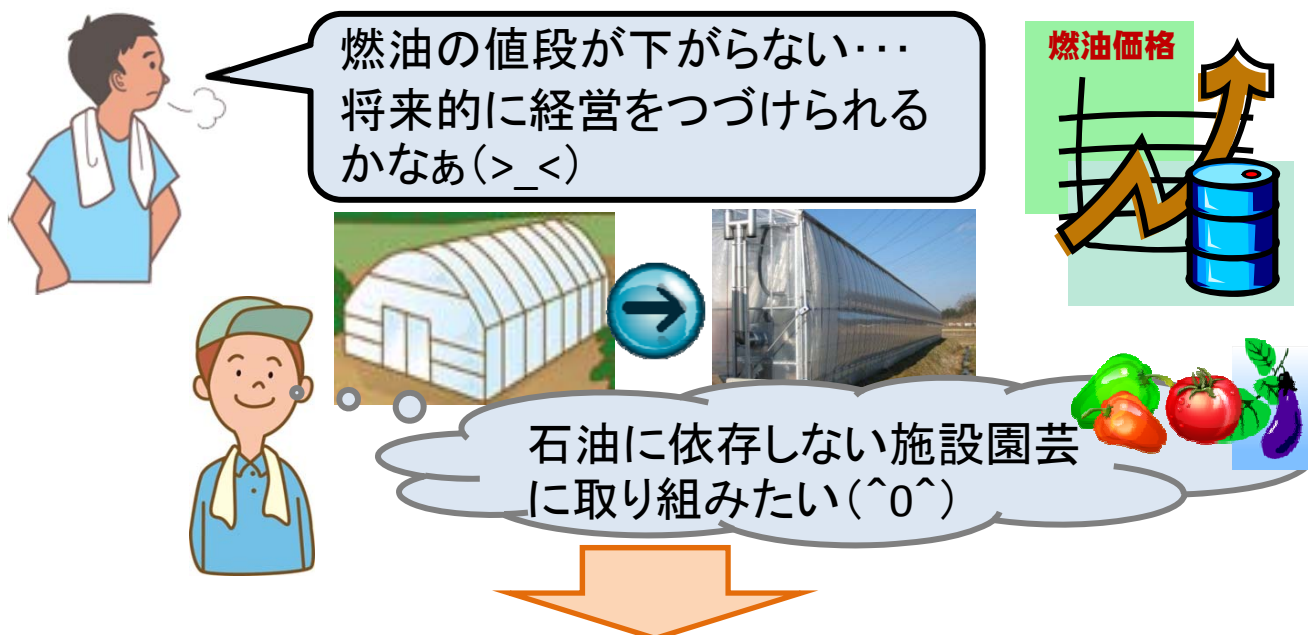 燃油の値段が下がらない･･･
将来的に経営をつづけられる
かなぁ(>_<)
燃油価格
石油に依存しない施設園芸
に取り組みたい(^0^)